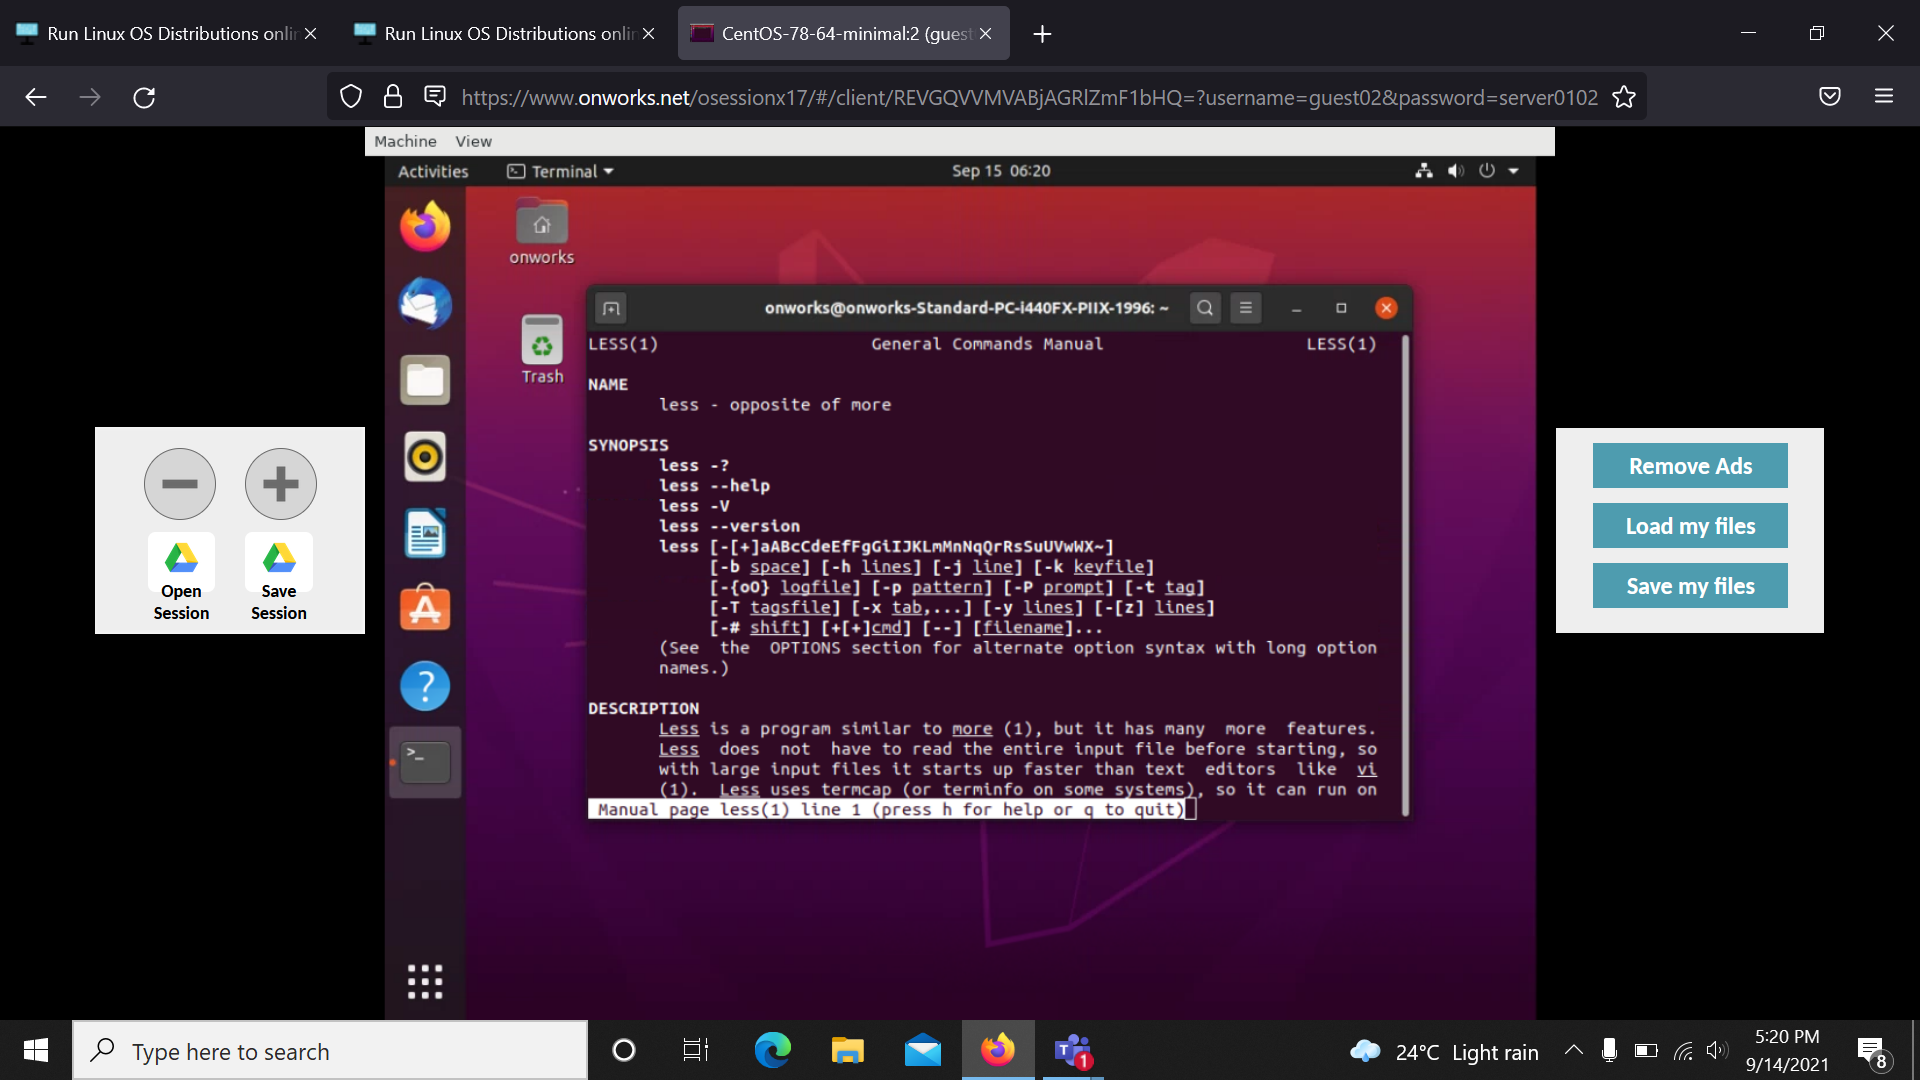 Run Linux OS Distributions onlin
Run Linux OS Distributions onlin
CentOS-78-64-minimal:2 (guest
https://www.onworks.net/osessionx17/#/client/REVGQVVMVABjAGRlZmF1bHQ=?username=guest02&password=server0102
Machine View
Activities Terminal Sep 15 06:20
onworks
Trash
onworks@onworks-Standard-PC-i440FX-PIIX-1996: ~
LESS(1) General Commands Manual LESS(1)
NAME
less - opposite of more
SYNOPSIS
less -?
less --help
less -V
less --version
less [-[+]aABcCdeEfFgGiIJKLmMnNqQrRsSuUVwWX~]
[-b space] [-h lines] [-j line] [-k keyfile]
[-{oO} logfile] [-p pattern] [-P prompt] [-t tag]
[-T tagsfile] [-x tab,...] [-y lines] [-[z] lines]
[-# shift] [+[+]cmd] [--] [filename]...
(See the OPTIONS section for alternate option syntax with long option
names.)
DESCRIPTION
Less is a program similar to more (1), but it has many more features.
Less does not have to read the entire input file before starting, so
with large input files it starts up faster than text editors like vi
(1). Less uses termcap (or terminfo on some systems), so it can run on
Manual page less(1) line 1 (press h for help or q to quit)
Open
Session
Save
Session
Remove Ads
Load my files
Save my files
Type here to search
T
1
24°C Light rain
5:20 PM
9/14/2021
8